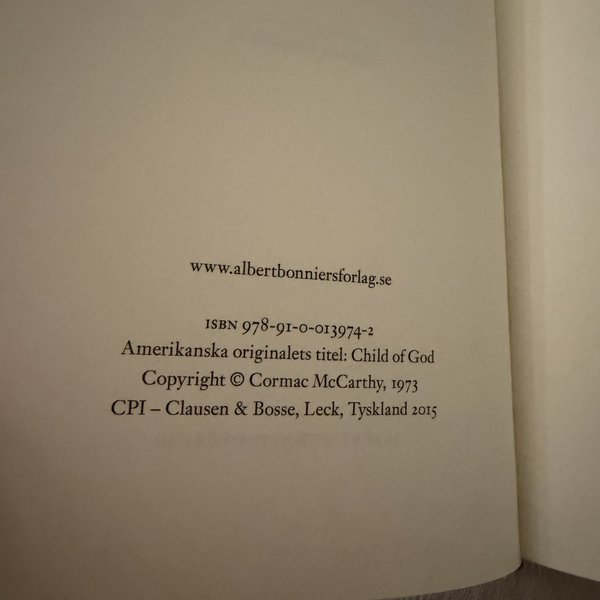 www.albertbonniersforlag.se
ISBN 978-91-0-013974-2
Amerikanska originalets titel: Child of God
Copyright © Cormac McCarthy, 1973
CPI – Clausen & Bosse, Leck, Tyskland 2015